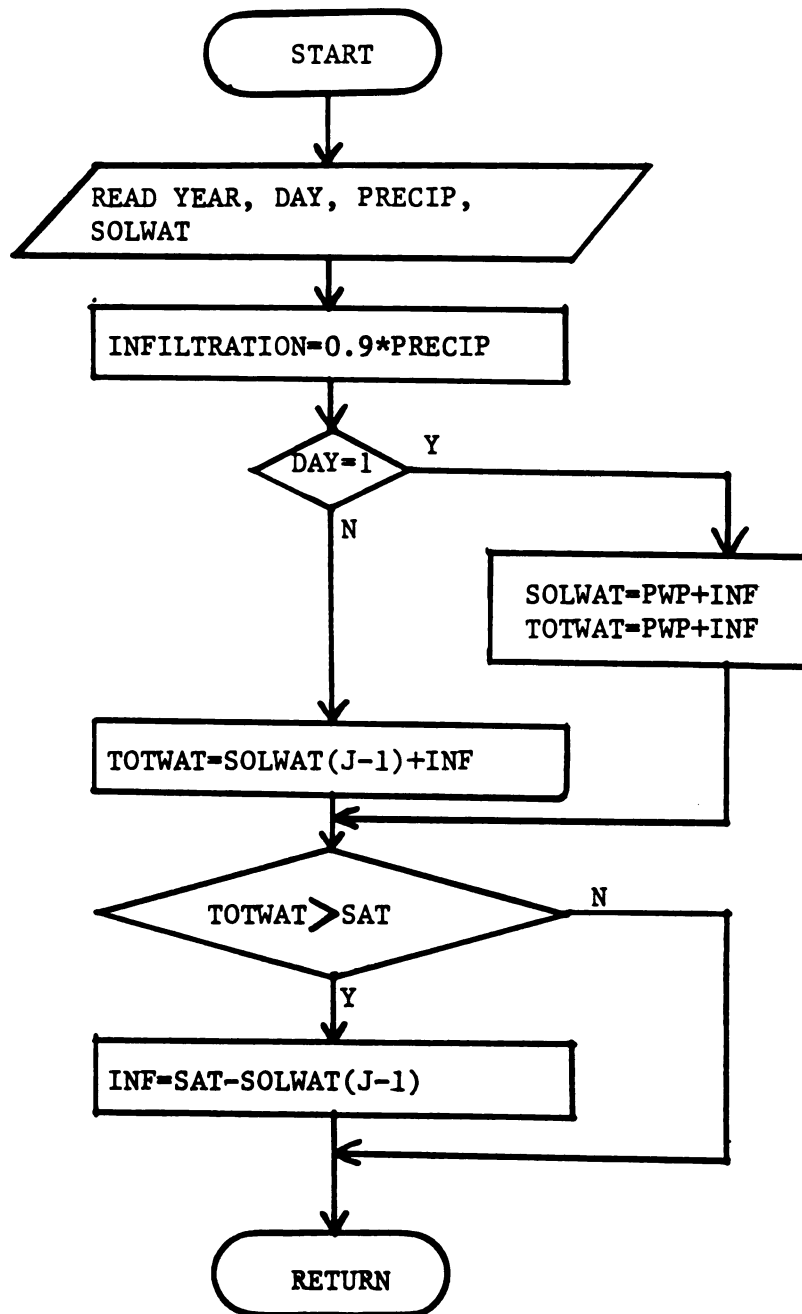 START
READ YEAR, DAY, PRECIP,
SOLWAT
INFILTRATION=0.9*PRECIP
DAY=1
Y
N
SOLWAT=PWP+INF
TOTWAT=PWP+INF
TOTWAT=SOLWAT(J-1)+INF
TOTWAT>SAT
N
Y
INF=SAT-SOLWAT(J-1)
RETURN